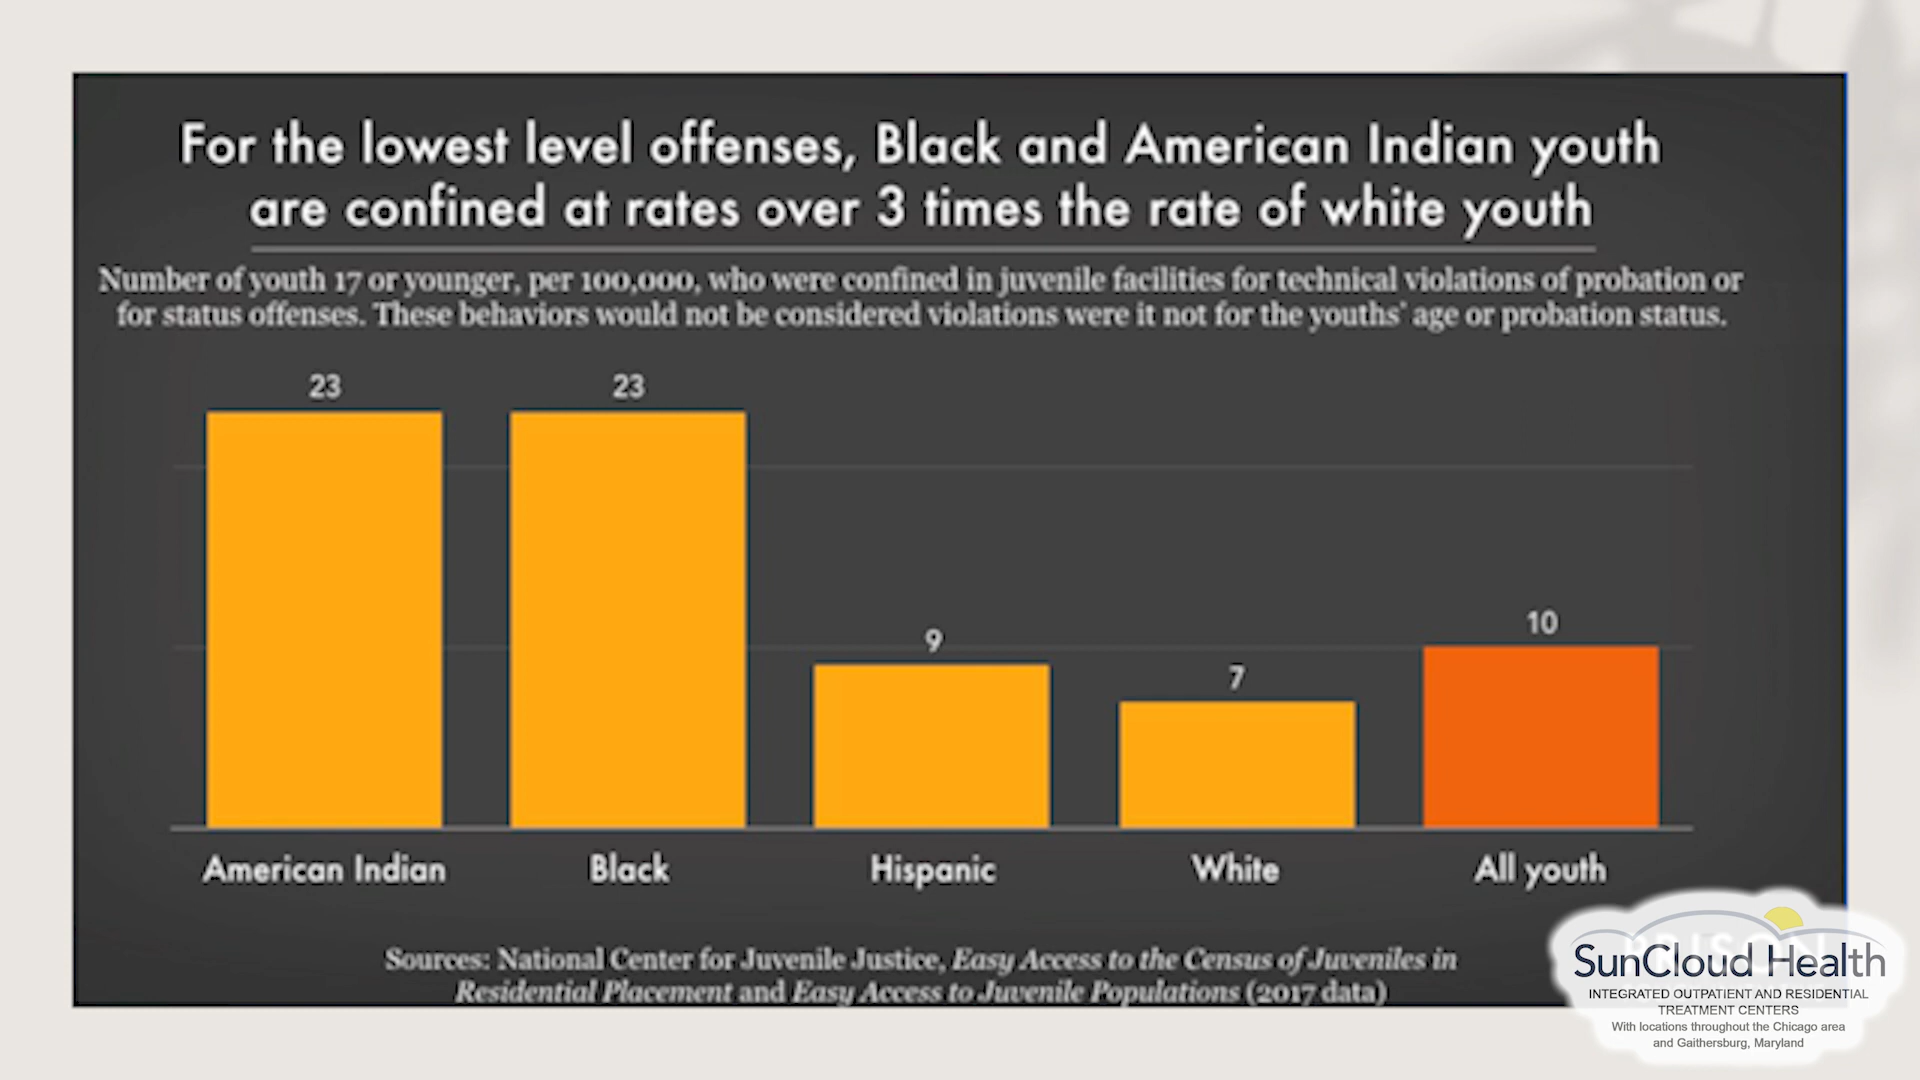 For the lowest level offenses, Black and American Indian youth
are confined at rates over 3 times the rate of white youth
Number of youth 17 or younger, per 100,000, who were confined in juvenile facilities for technical violations of probation or
for status offenses. These behaviors would not be considered violations were it not for the youths' age or probation status.
23
23
9
7
10
American Indian
Black
Hispanic
White
All youth
Sources: National Center for Juvenile Justice, Easy Access to the Census of Juveniles in
Residential Placement and Easy Access to Juvenile Populations (2017 data)
PRISON
SunCloud Health
INTEGRATED OUTPATIENT AND RESIDENTIAL
TREATMENT CENTERS
With locations throughout the Chicago area
and Gaithersburg, Maryland